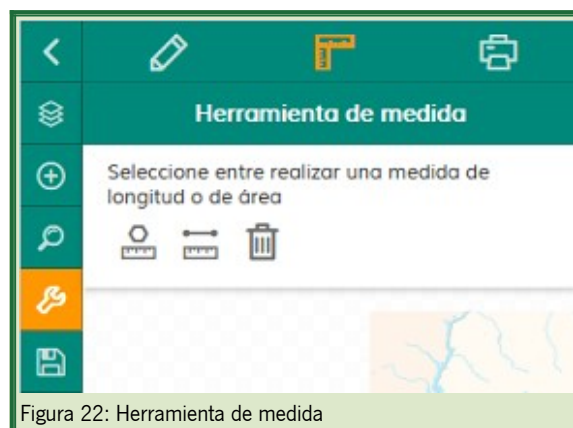 Herramienta de medida
Seleccione entre realizar una medida de
longitud o de área
Figura 22: Herramienta de medida